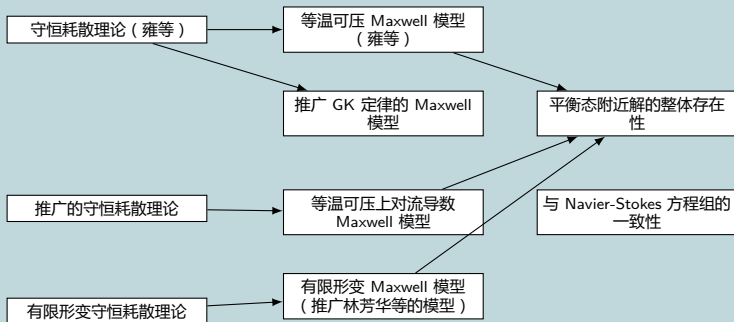 守恒耗散理论（雍等）
等温可压 Maxwell 模型
（雍等）
推广 GK 定律的 Maxwell
模型
平衡态附近解的整体存在
性
推广的守恒耗散理论
等温可压上对流导数
Maxwell 模型
与 Navier-Stokes 方程组的
一致性
有限形变守恒耗散理论
有限形变 Maxwell 模型
（推广林芳华等的模型）